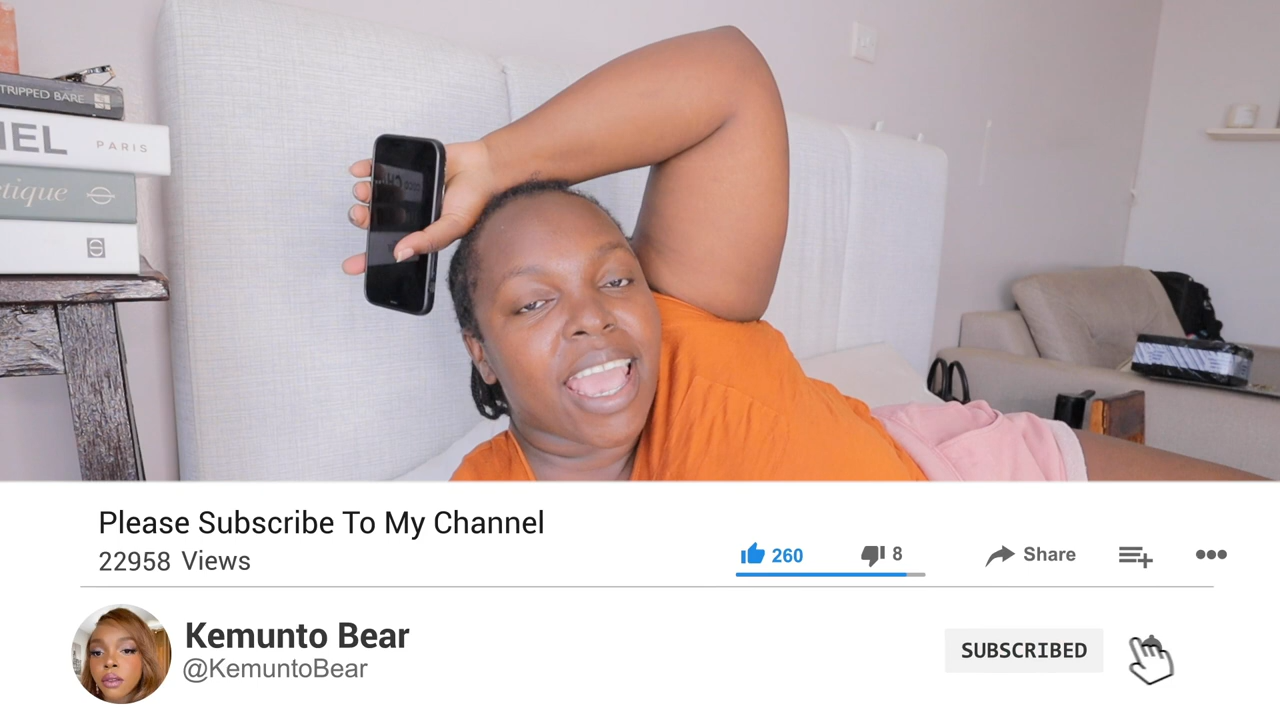 TRIPPED BARE
NEL PARIS
tique
Please Subscribe To My Channel
22958 Views
260
8
Share
Kemunto Bear
@KemuntoBear
SUBSCRIBED